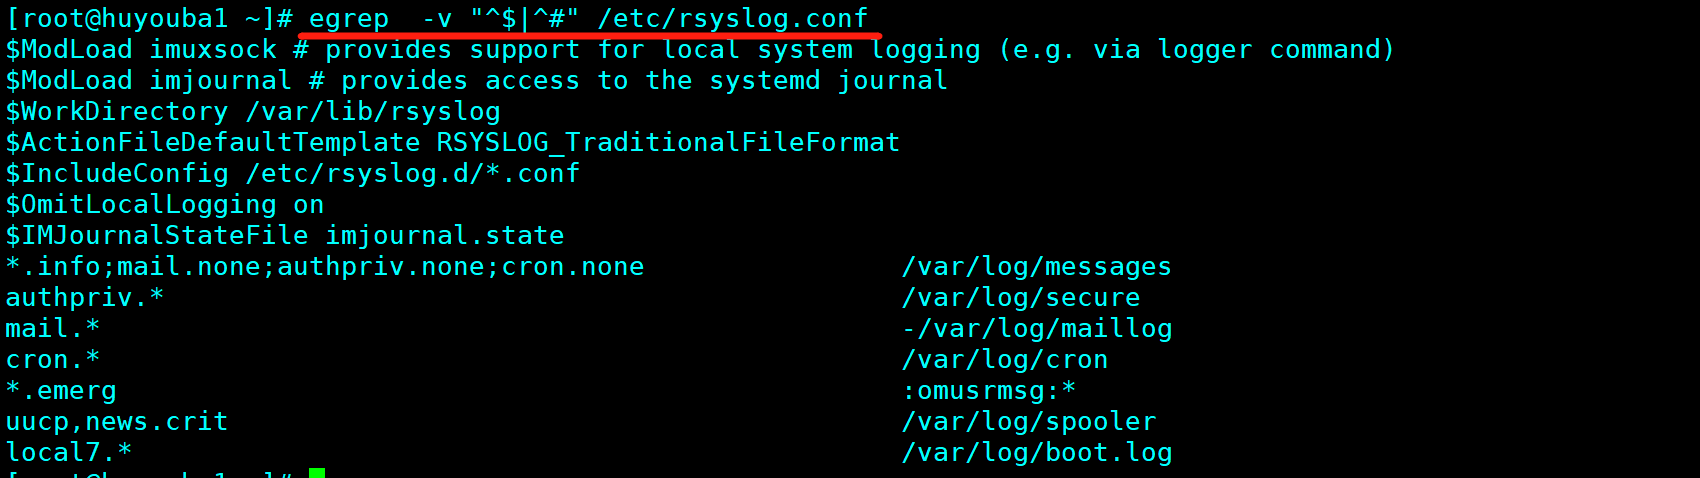 [root@huyouba1 ~]# egrep  -v "^$|^#" /etc/rsyslog.conf
$ModLoad imuxsock # provides support for local system logging (e.g. via logger command)
$ModLoad imjournal # provides access to the systemd journal
$WorkDirectory /var/lib/rsyslog
$ActionFileDefaultTemplate RSYSLOG_TraditionalFileFormat
$IncludeConfig /etc/rsyslog.d/*.conf
$OmitLocalLogging on
$IMJournalStateFile imjournal.state
*.info;mail.none;authpriv.none;cron.none                /var/log/messages
authpriv.*                                              /var/log/secure
mail.*                                                  -/var/log/maillog
cron.*                                                  /var/log/cron
*.emerg                                                 :omusrmsg:*
uucp,news.crit                                          /var/log/spooler
local7.*                                                /var/log/boot.log
[root@huyouba1 ~]#